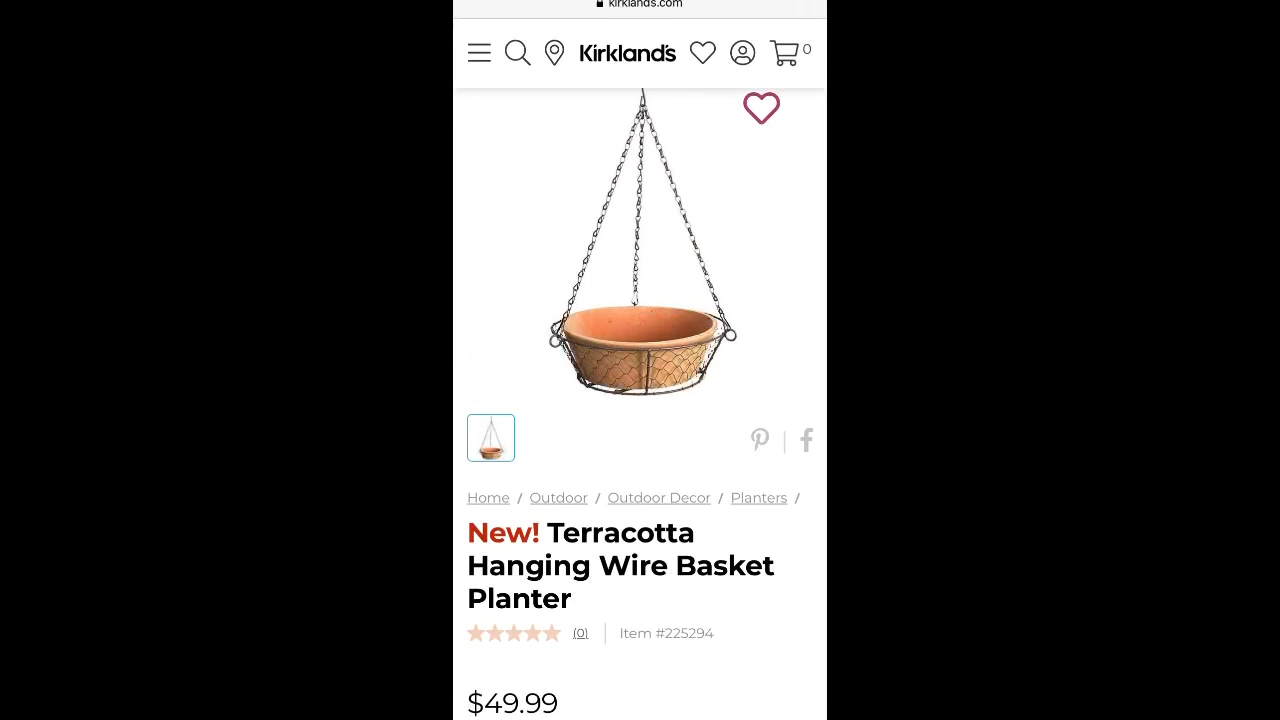 kirklands.com
Kirkland's 0
Home / Outdoor / Outdoor Decor / Planters /
New! Terracotta
Hanging Wire Basket
Planter
(0) Item #225294
$49.99